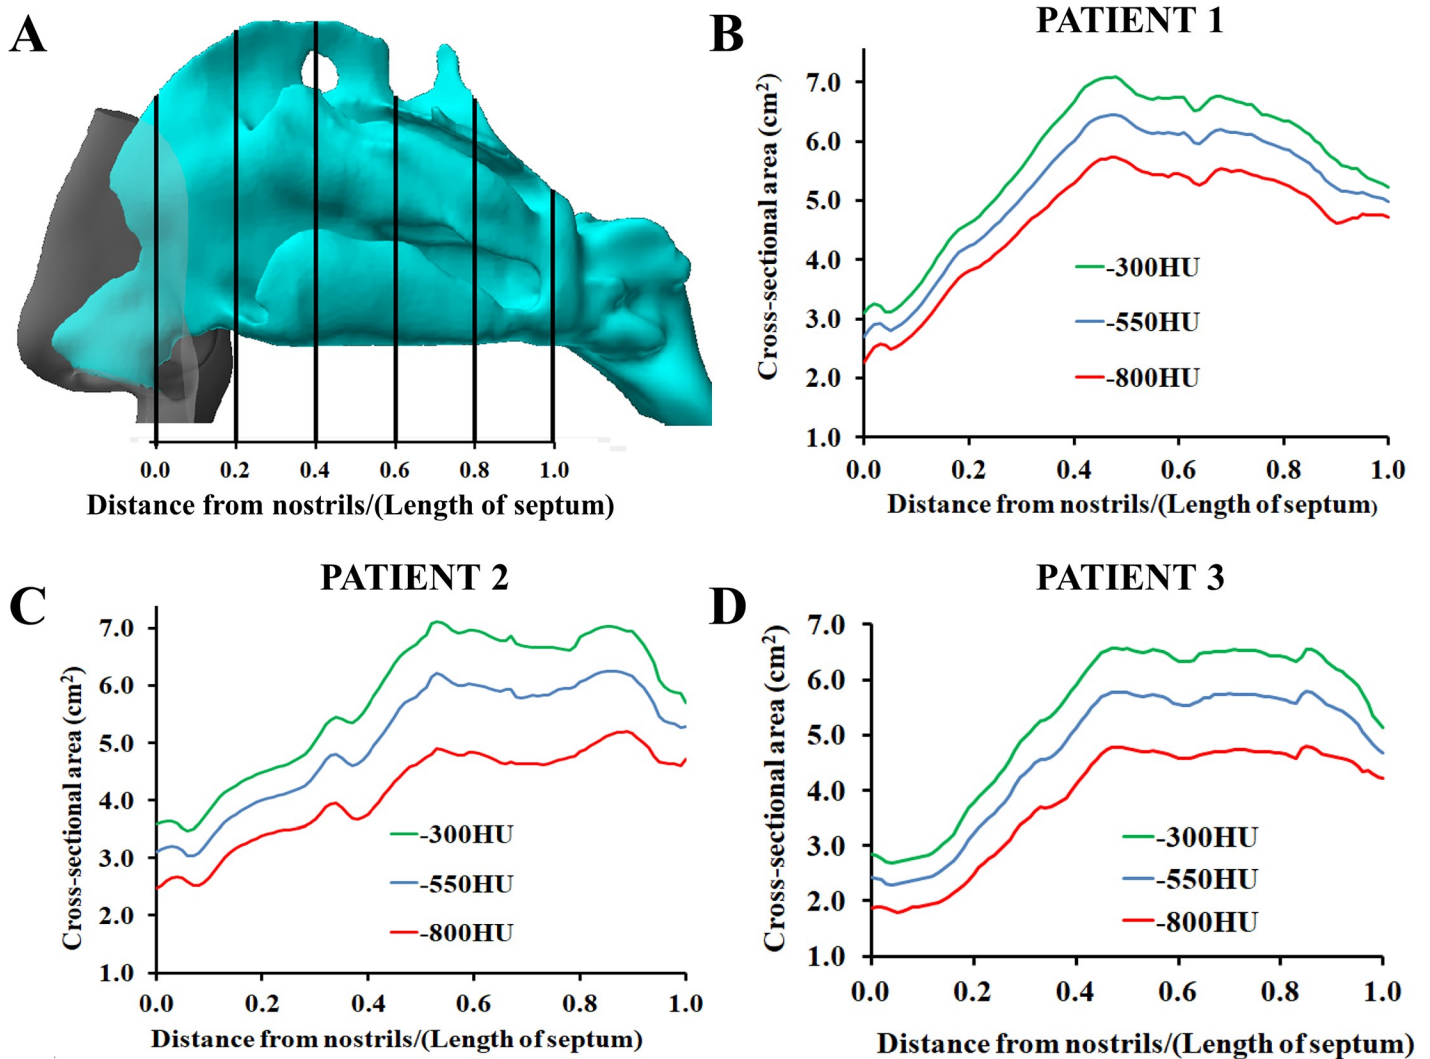 A
0.0 0.2 0.4 0.6 0.8 1.0
Distance from nostrils/(Length of septum)
B
PATIENT 1
Cross-sectional area (cm²)
7.0
6.0
5.0
4.0
3.0
2.0
1.0
-300HU
-550HU
-800HU
0.0 0.2 0.4 0.6 0.8 1.0
Distance from nostrils/(Length of septum)
C
PATIENT 2
Cross-sectional area (cm²)
7.0
6.0
5.0
4.0
3.0
2.0
1.0
-300HU
-550HU
-800HU
0.0 0.2 0.4 0.6 0.8 1.0
Distance from nostrils/(Length of septum)
D
PATIENT 3
Cross-sectional area (cm²)
7.0
6.0
5.0
4.0
3.0
2.0
1.0
-300HU
-550HU
-800HU
0.0 0.2 0.4 0.6 0.8 1.0
Distance from nostrils/(Length of septum)